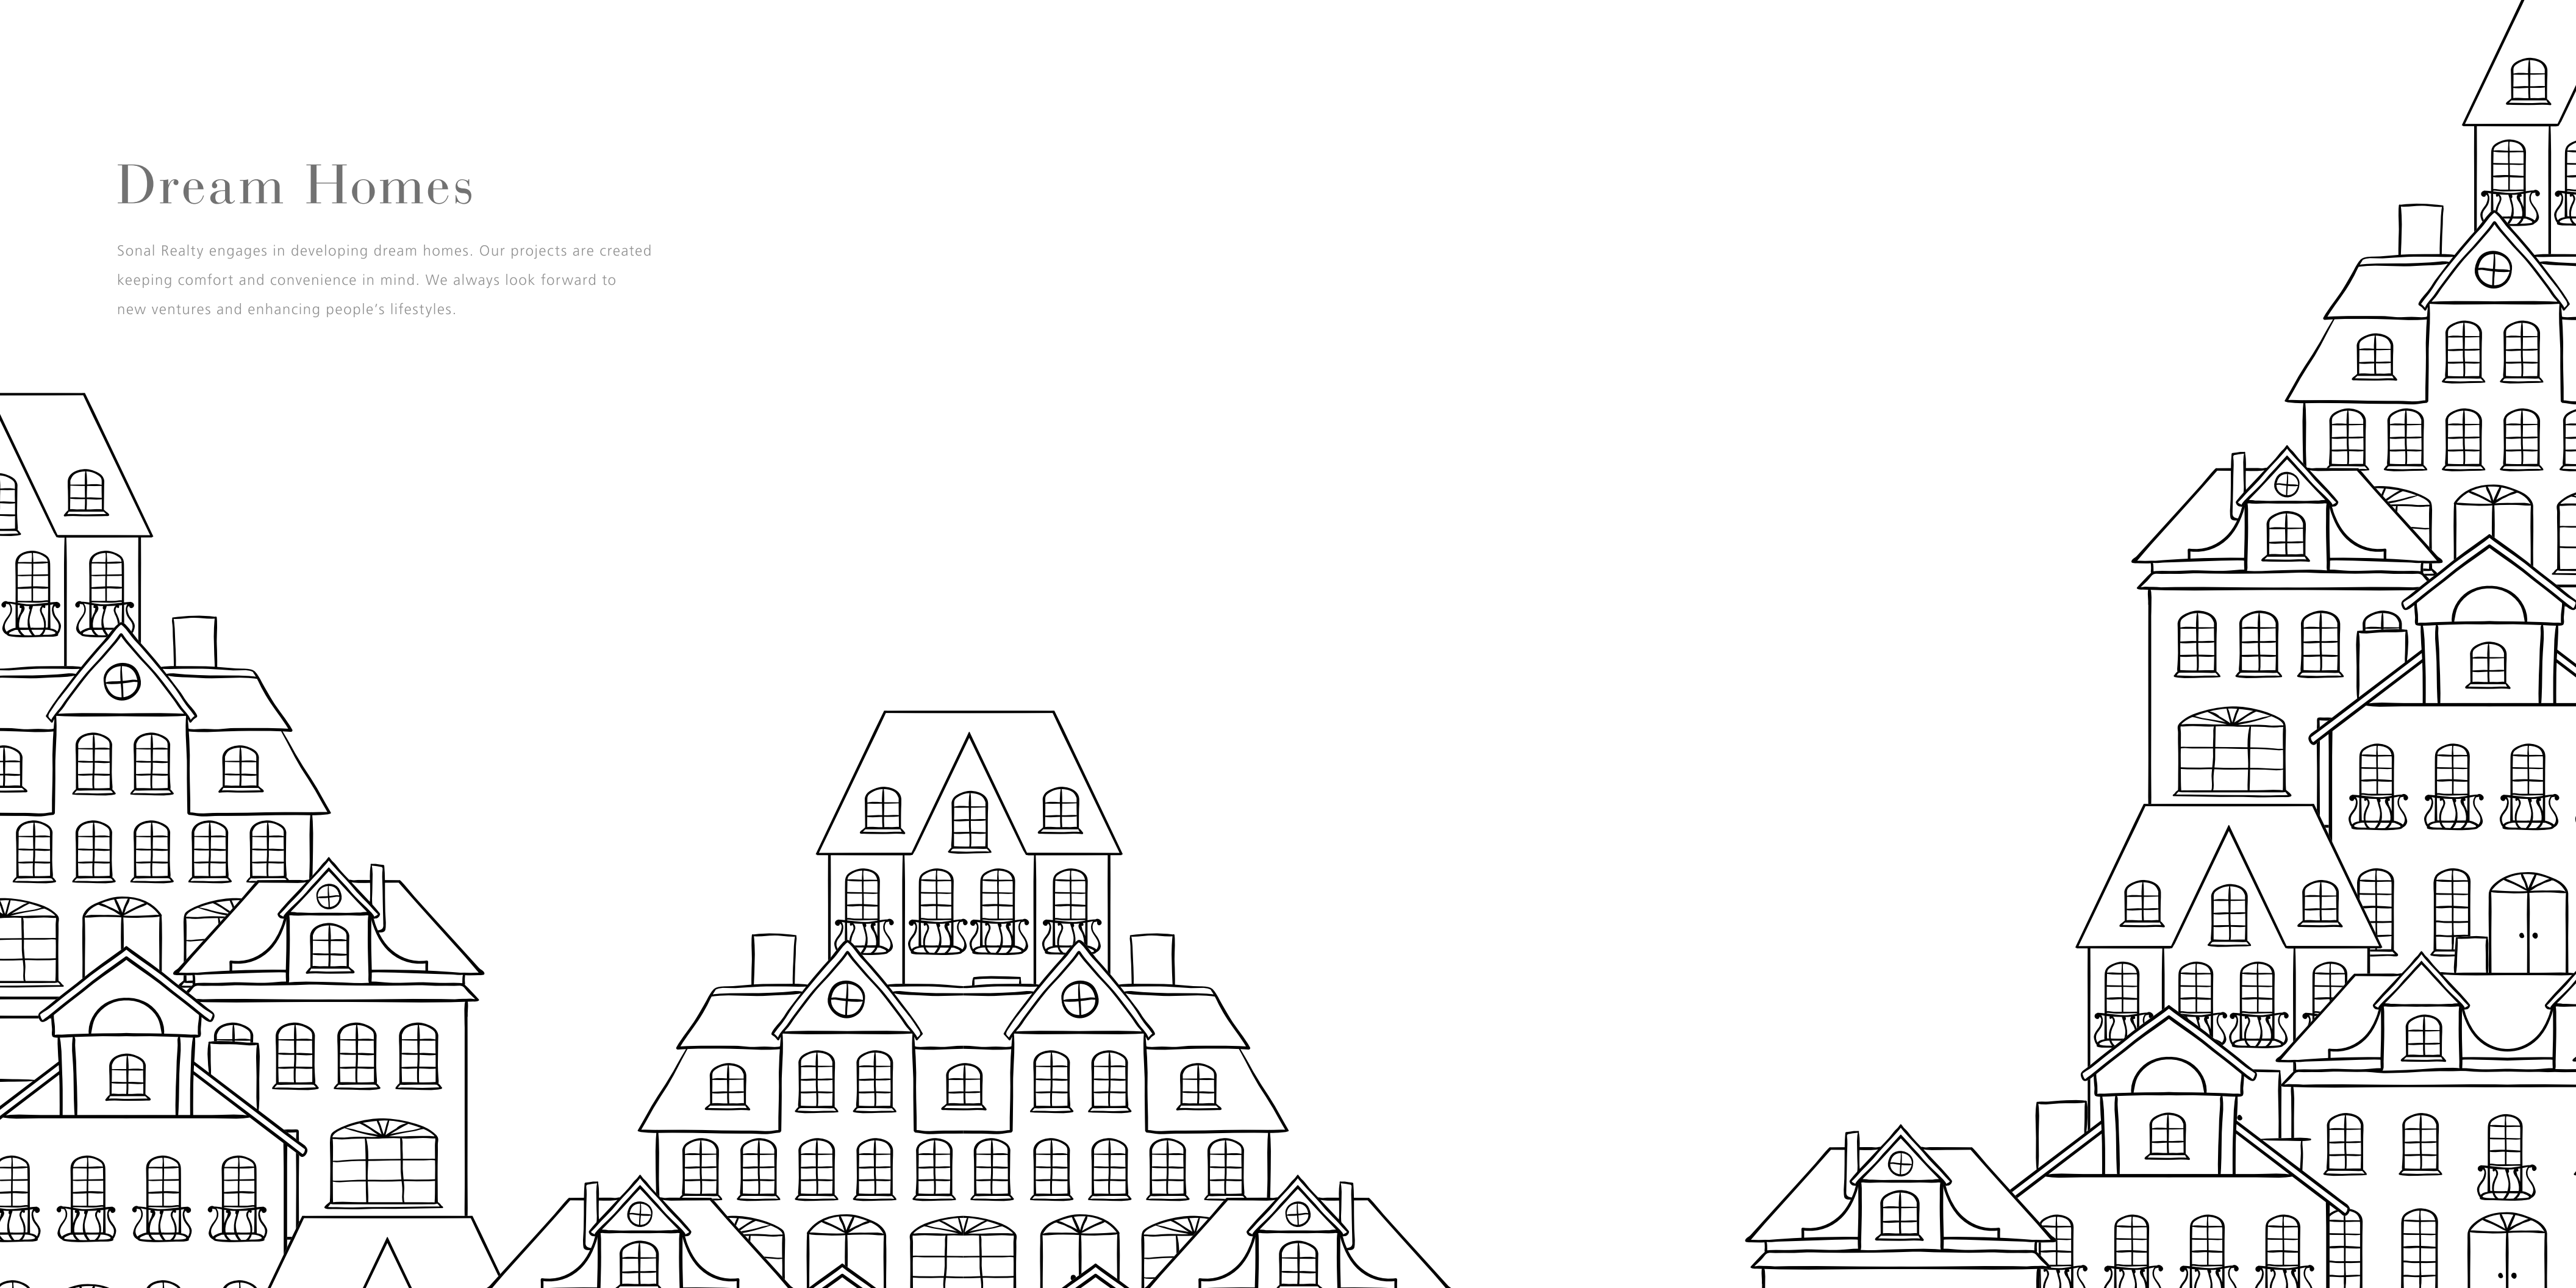 Dream Homes
Sonal Realty engages in developing dream homes. Our projects are created
keeping comfort and convenience in mind. We always look forward to
new ventures and enhancing people’s lifestyles.